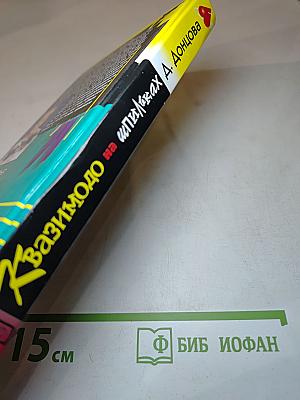 Д. Донцова
Квазимодо на шпильках
15 см
Ф БИБ ИОФАН